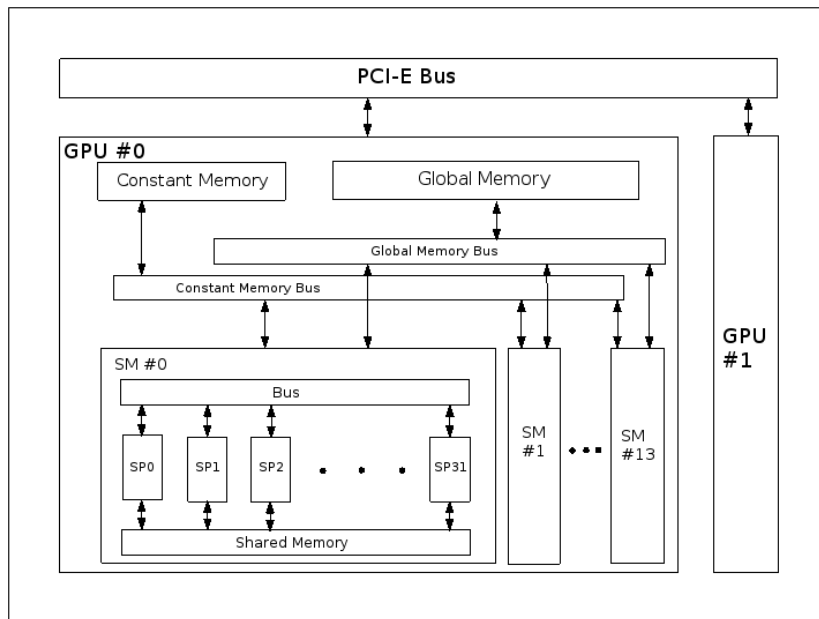 PCI-E Bus
GPU #0
Constant Memory
Global Memory
Global Memory Bus
Constant Memory Bus
SM #0
Bus
SP0
SP1
SP2
SP31
Shared Memory
SM
#1
SM
#13
GPU
#1